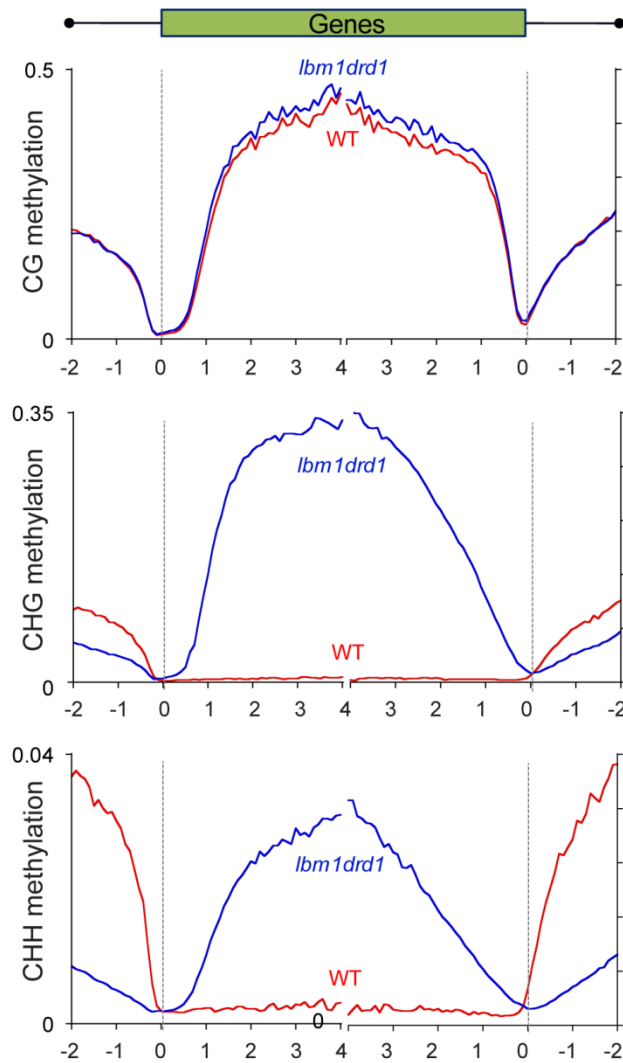 Genes
0.5
lbm1drd1
WT
CG methylation
0
-2 -1 0 1 2 3 4 3 2 1 0 -1 -2
0.35
lbm1drd1
CHG methylation
WT
0
-2 -1 0 1 2 3 4 3 2 1 0 -1 -2
0.04
lbm1drd1
CHH methylation
WT
0
0
-2 -1 0 1 2 3 4 3 2 1 0 -1 -2